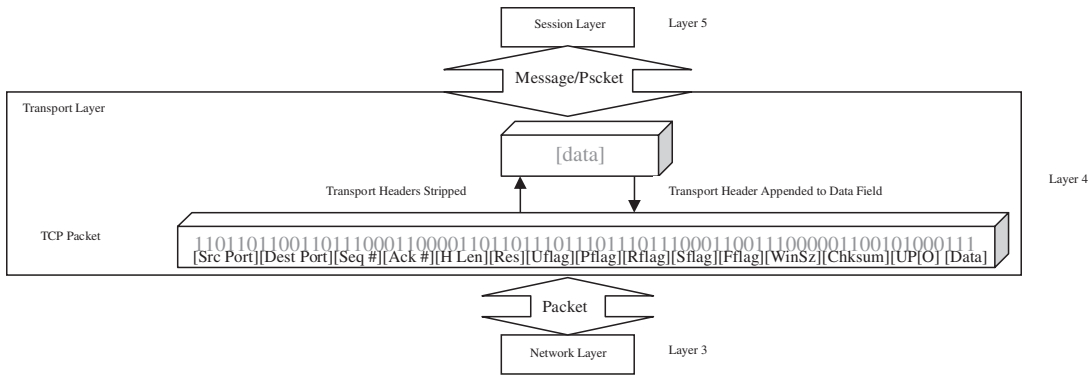 Session Layer
Layer 5
Message/Pscket
Transport Layer
[data]
Transport Headers Stripped
Transport Header Appended to Data Field
Layer 4
TCP Packet
1101101100110111000110000110110111011101110111000110011100000110010100​0111
[Src Port][Dest Port][Seq #][Ack #][H Len][Res][Uflag][Pflag][Rflag][Sflag][Fflag][WinSz][Chksum][UP[O] [Data]
Packet
Network Layer
Layer 3